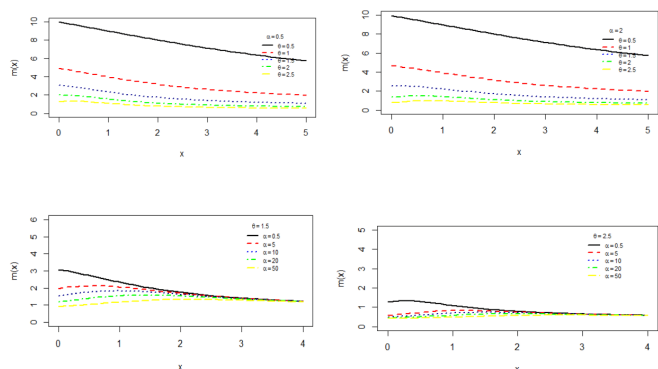 α=0.5
θ=0.5
θ=1
θ=1.5
θ=2
θ=2.5
m(x)
0 2 4 6 8 10
0 1 2 3 4 5
x
α=2
θ=0.5
θ=1
θ=1.5
θ=2
θ=2.5
m(x)
0 2 4 6 8 10
0 1 2 3 4 5
x
θ=1.5
α=0.5
α=5
α=10
α=20
α=50
m(x)
0 1 2 3 4 5 6
0 1 2 3 4
x
θ=2.5
α=0.5
α=5
α=10
α=20
α=50
m(x)
0 1 2 3 4 5
0 1 2 3 4
x